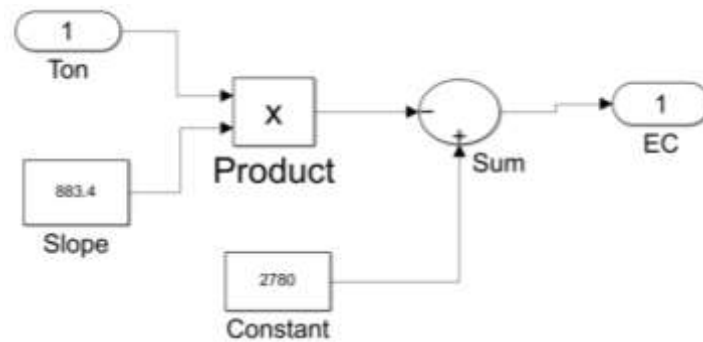 1
Ton
x
Product
−
+
Sum
1
EC
883.4
Slope
2780
Constant